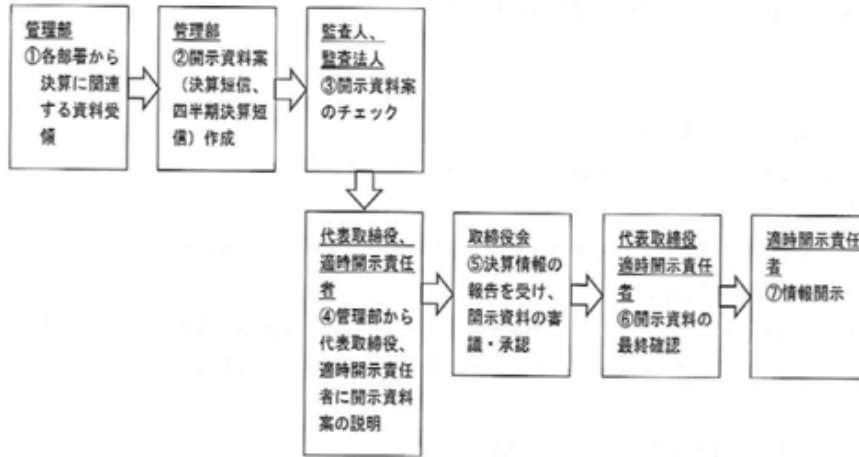 管理部
①各部署から
決算に関連
する資料受
領
管理部
②開示資料案
（決算短信、
四半期決算短
信）作成
監査人、
監査法人
③開示資料案
のチェック
代表取締役、
適時開示責任
者
④管理部から
代表取締役、
適時開示責任
者に開示資料
案の説明
取締役会
⑤決算情報の
報告を受け、
開示資料の審
議・承認
代表取締役
適時開示責任
者
⑥開示資料の
最終確認
適時開示責任
者
⑦情報開示